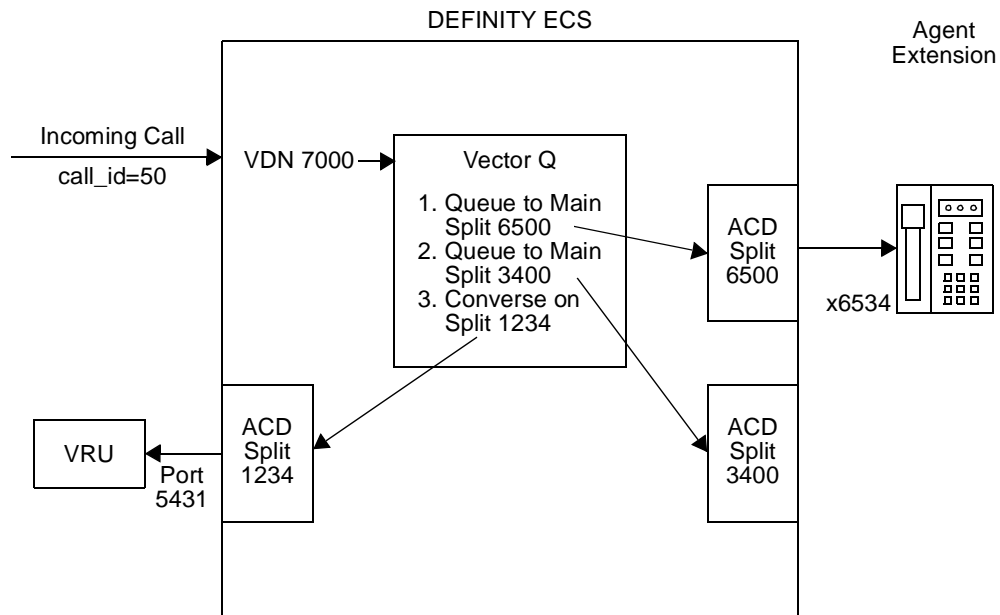 DEFINITY ECS
Agent
Extension
Incoming Call
call_id=50
VDN 7000
Vector Q
1. Queue to Main
Split 6500
2. Queue to Main
Split 3400
3. Converse on
Split 1234
ACD
Split
6500
x6534
VRU
Port
5431
ACD
Split
1234
ACD
Split
3400